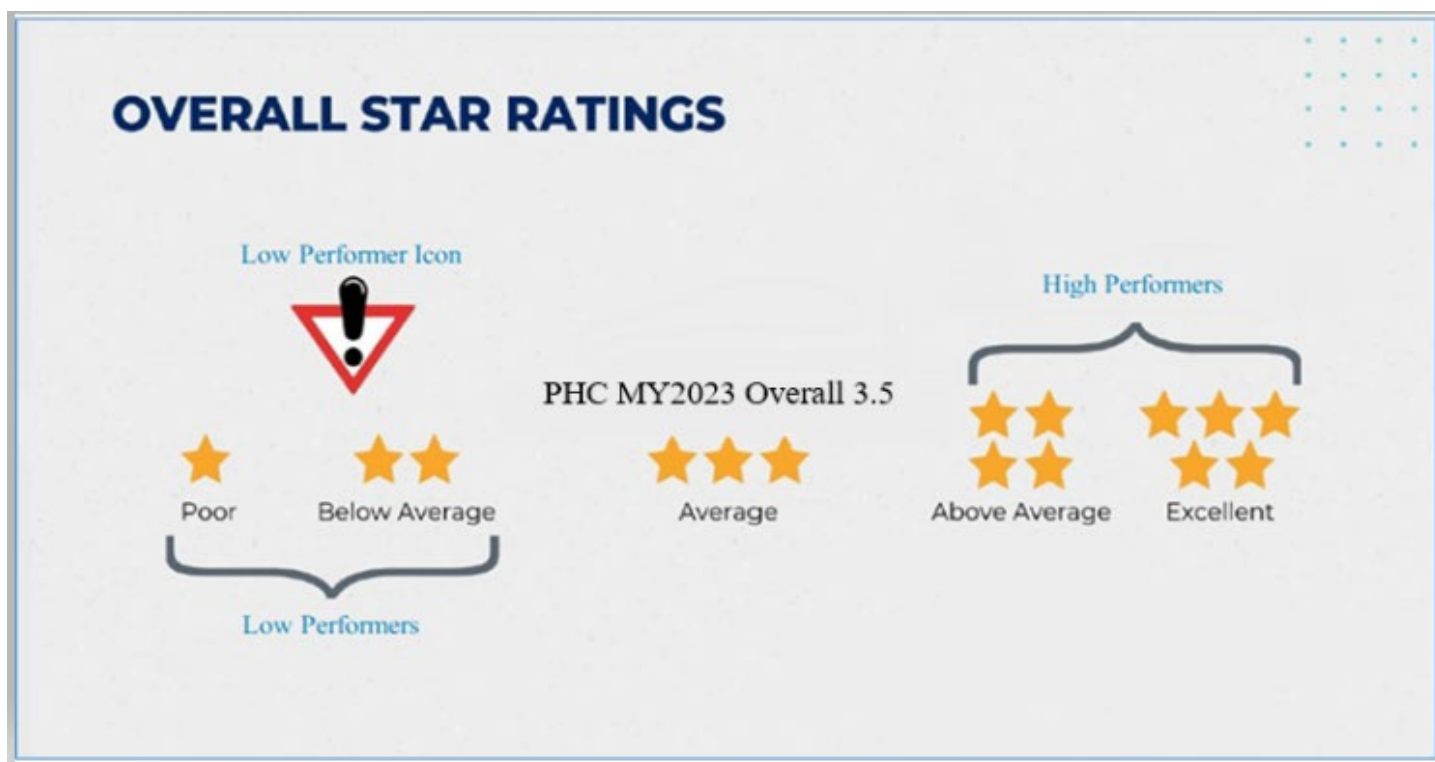 OVERALL STAR RATINGS
Low Performer Icon
High Performers
PHC MY2023 Overall 3.5
Poor
Below Average
Average
Above Average
Excellent
Low Performers